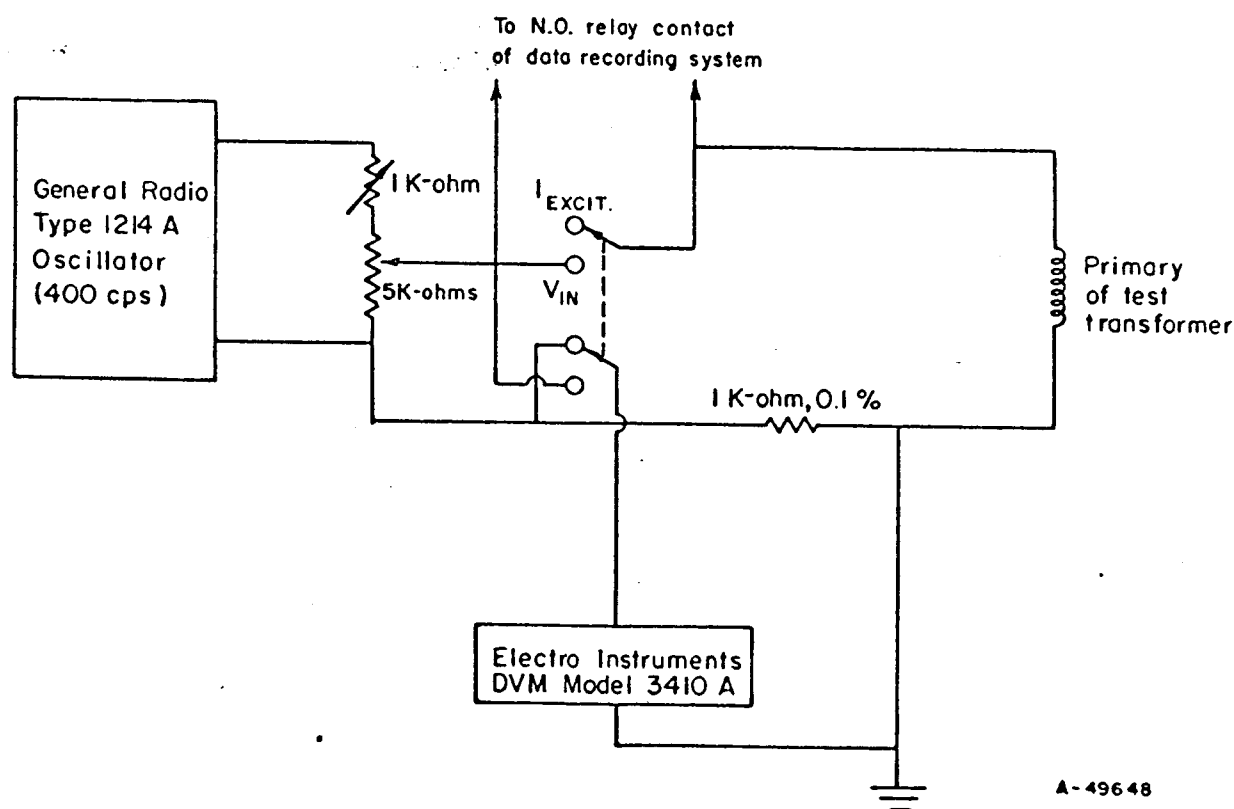 To N.O. relay contact
of data recording system
General Radio
Type 1214 A
Oscillator
(400 cps)
1 K-ohm
5K-ohms
I EXCIT.
V IN
Primary
of test
transformer
1 K-ohm, 0.1 %
Electro Instruments
DVM Model 3410 A
A-49648